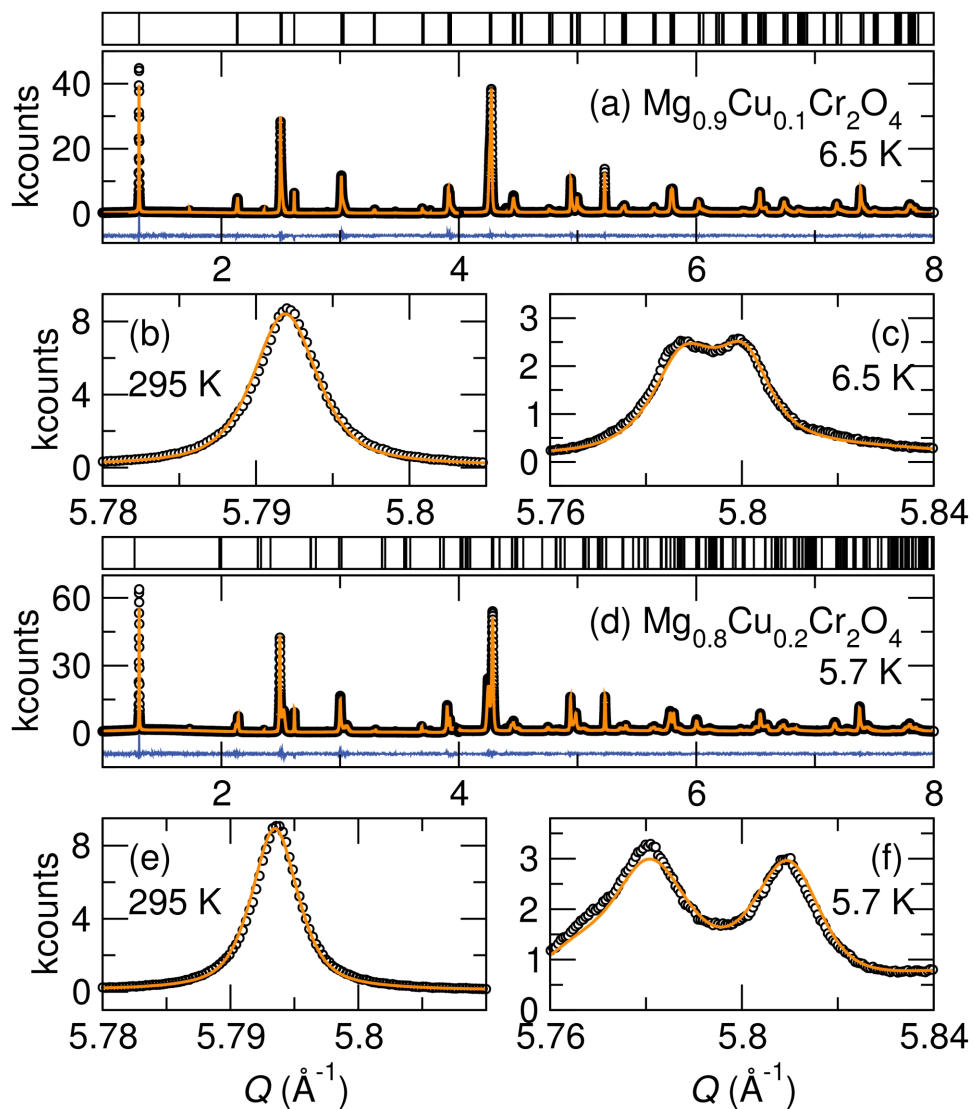 kcounts
40
20
0
(a) Mg0.9Cu0.1Cr2O4
6.5 K
2 4 6 8
kcounts
8
4
0
(b)
295 K
5.78 5.79 5.8
3
2
1
0
(c)
6.5 K
5.76 5.8 5.84
kcounts
60
30
0
(d) Mg0.8Cu0.2Cr2O4
5.7 K
2 4 6 8
kcounts
8
4
0
(e)
295 K
5.78 5.79 5.8
Q (Å-1)
3
2
1
0
(f)
5.7 K
5.76 5.8 5.84
Q (Å-1)